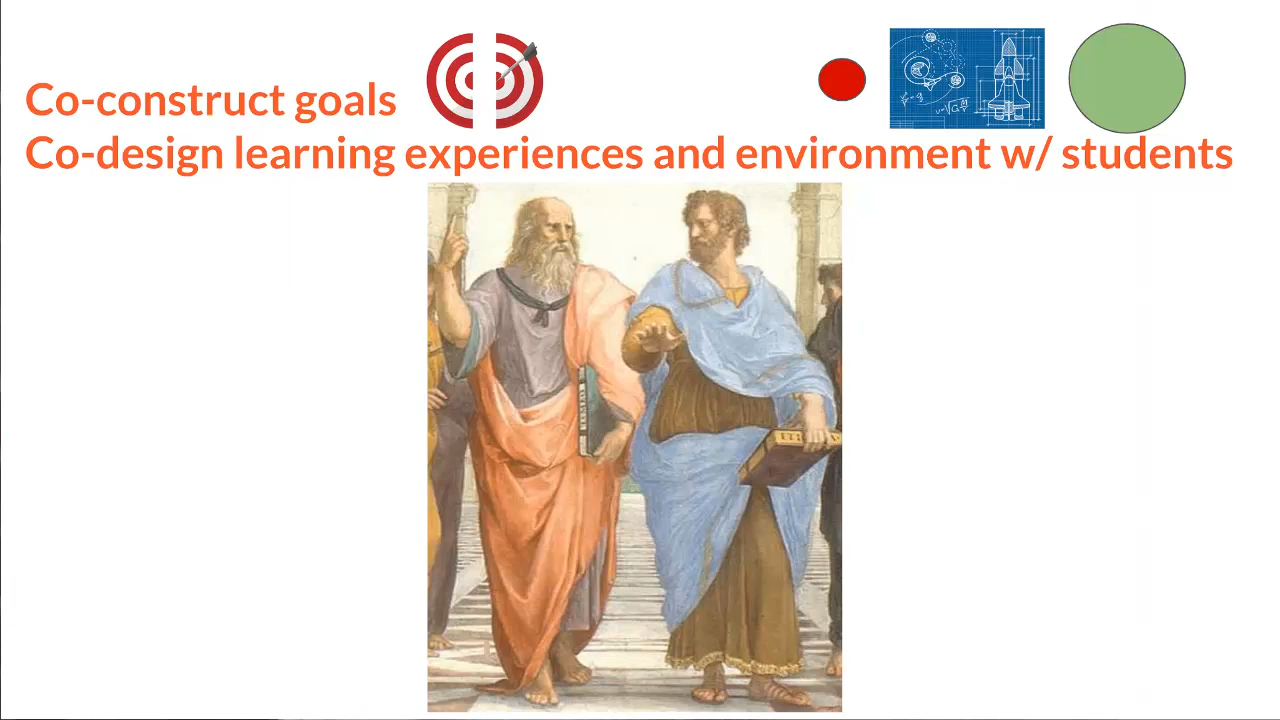 Co-construct goals
Co-design learning experiences and environment w/ students